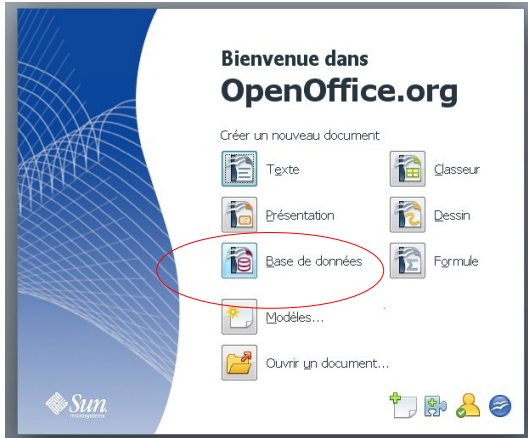 Bienvenue dans
OpenOffice.org
Créer un nouveau document
Texte
Classeur
Présentation
Dessin
Base de données
Formule
Modèles...
Ouvrir un document...
Sun
microsystems